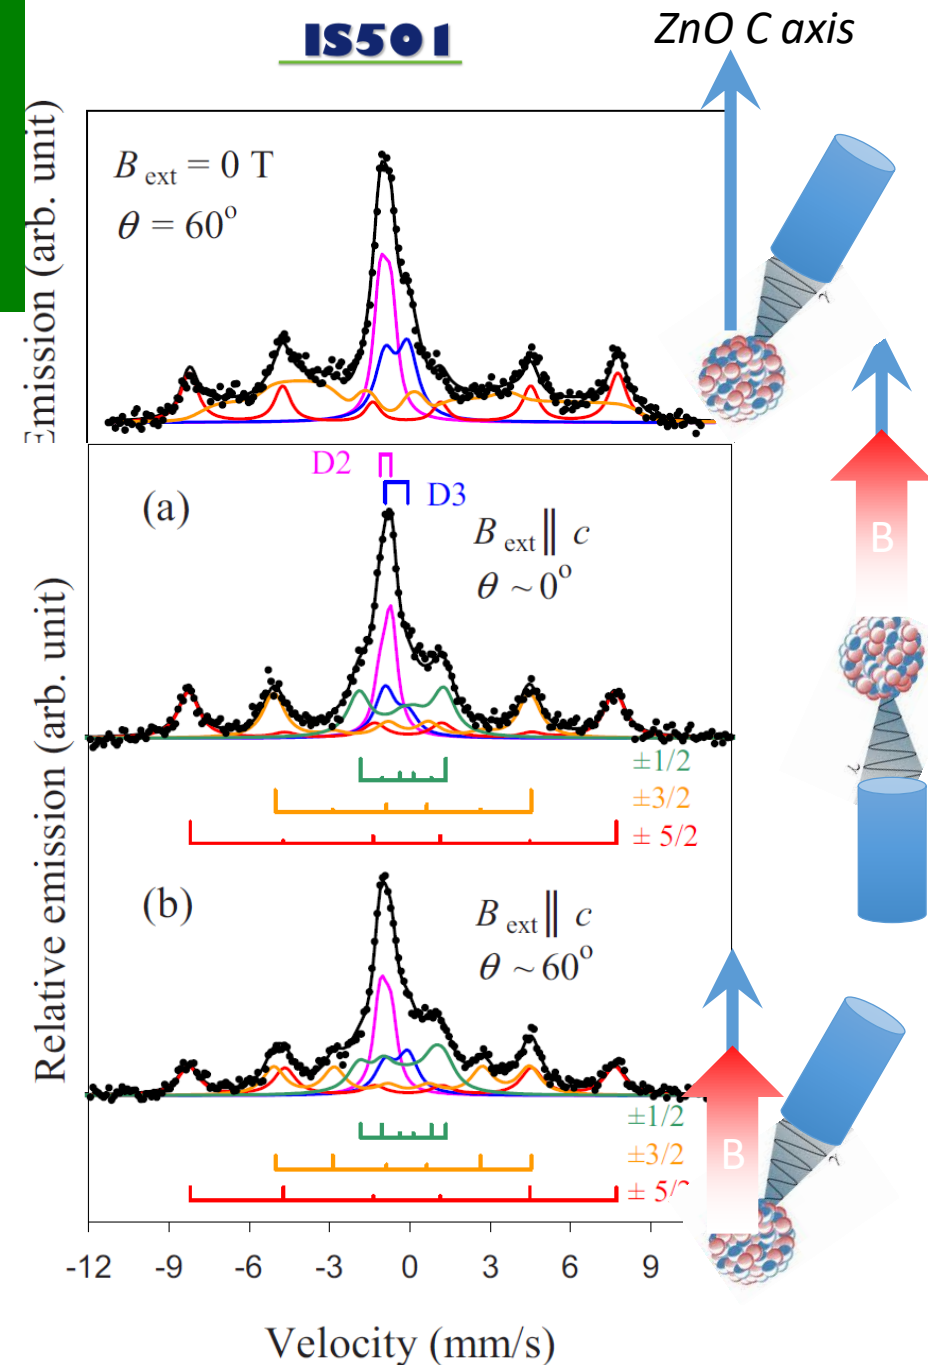 IS501
ZnO C axis
Emission (arb. unit)
B ext = 0 T
θ = 60°
γ
D2
D3
(a)
B ext ∥ c
θ ~ 0°
B
Relative emission (arb. unit)
±1/2
±3/2
± 5/2
γ
(b)
B ext ∥ c
θ ~ 60°
B
γ
±1/2
±3/2
± 5/2
-12 -9 -6 -3 0 3 6 9
Velocity (mm/s)